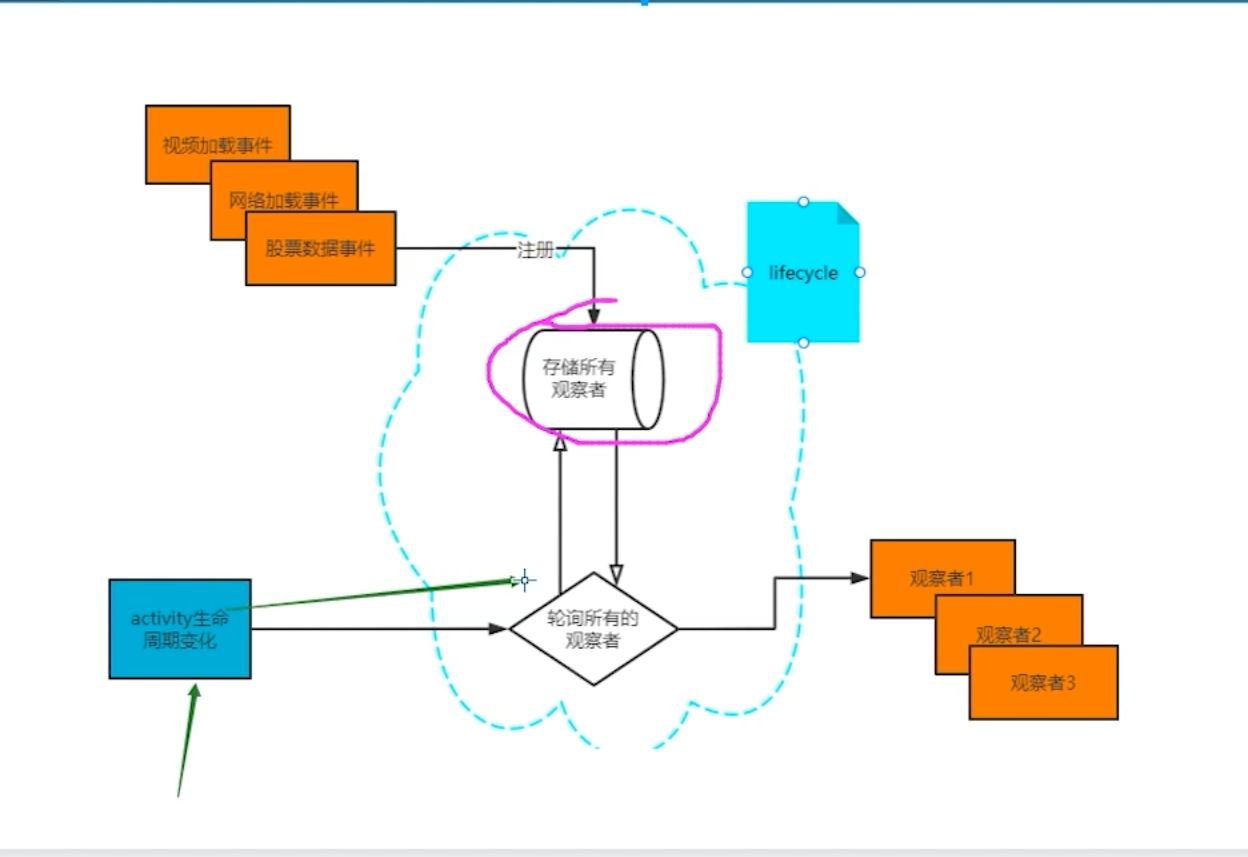 视频加载事件
网络加载事件
股票数据事件
注册
lifecycle
存储所有
观察者
activity生命
周期变化
轮询所有的
观察者
观察者1
观察者2
观察者3